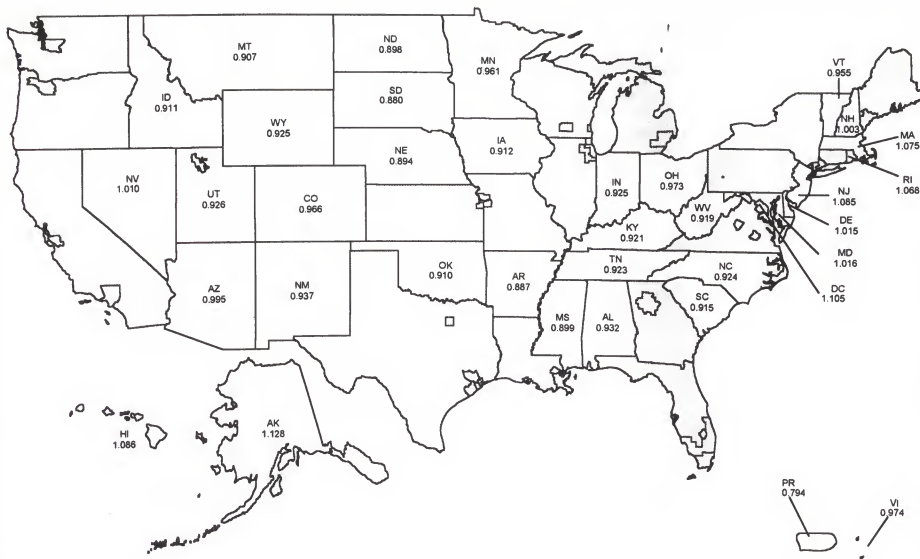 MT
0.907
ND
0.898
MN
0.961
VT
0.955
ID
0.911
SD
0.880
WY
0.925
NH
1.003
MA
1.075
IA
0.912
NE
0.894
RI
1.068
NV
1.010
UT
0.926
CO
0.966
IN
0.925
OH
0.973
WV
0.919
NJ
1.085
DE
1.015
KY
0.921
MD
1.016
TN
0.923
NC
0.924
DC
1.105
AZ
0.995
NM
0.937
OK
0.910
AR
0.887
SC
0.915
MS
0.899
AL
0.932
HI
1.086
AK
1.128
PR
0.794
VI
0.974